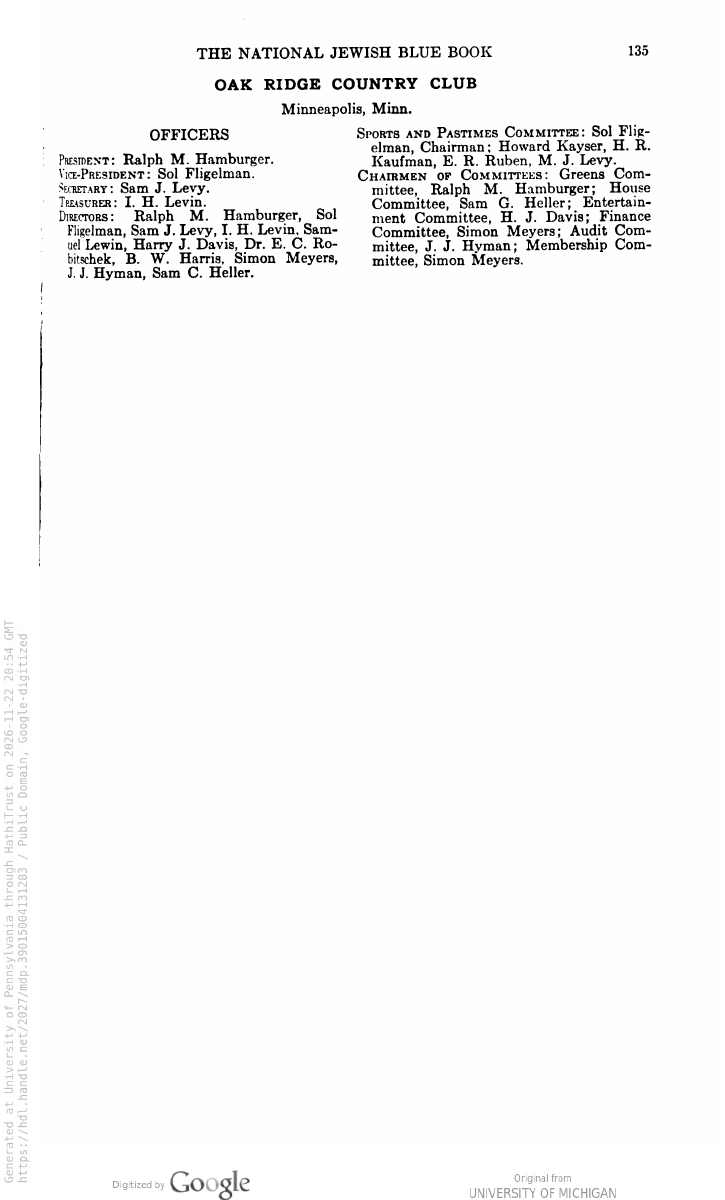 THE NATIONAL JEWISH BLUE BOOK 135
OAK RIDGE COUNTRY CLUB
Minneapolis, Minn.
OFFICERS
PRESIDENT: Ralph M. Hamburger.
VICE-PRESIDENT: Sol Fligelman.
SECRETARY: Sam J. Levy.
TREASURER: I. H. Levin.
DIRECTORS: Ralph M. Hamburger, Sol
Fligelman, Sam J. Levy, I. H. Levin, Sam-
uel Lewin, Harry J. Davis, Dr. E. C. Ro-
bitschek, B. W. Harris, Simon Meyers,
J. J. Hyman, Sam C. Heller.
SPORTS AND PASTIMES COMMITTEE: Sol Flig-
elman, Chairman; Howard Kayser, H. R.
Kaufman, E. R. Ruben, M. J. Levy.
CHAIRMEN OF COMMITTEES: Greens Com-
mittee, Ralph M. Hamburger; House
Committee, Sam G. Heller; Entertain-
ment Committee, H. J. Davis; Finance
Committee, Simon Meyers; Audit Com-
mittee, J. J. Hyman; Membership Com-
mittee, Simon Meyers.
Generated at University of Pennsylvania through HathiTrust on 2026-11-22 20:54 GMT
https://hdl.handle.net/2027/mdp.39015004131203 / Public Domain, Google-digitized
Digitized by Google
Original from
UNIVERSITY OF MICHIGAN